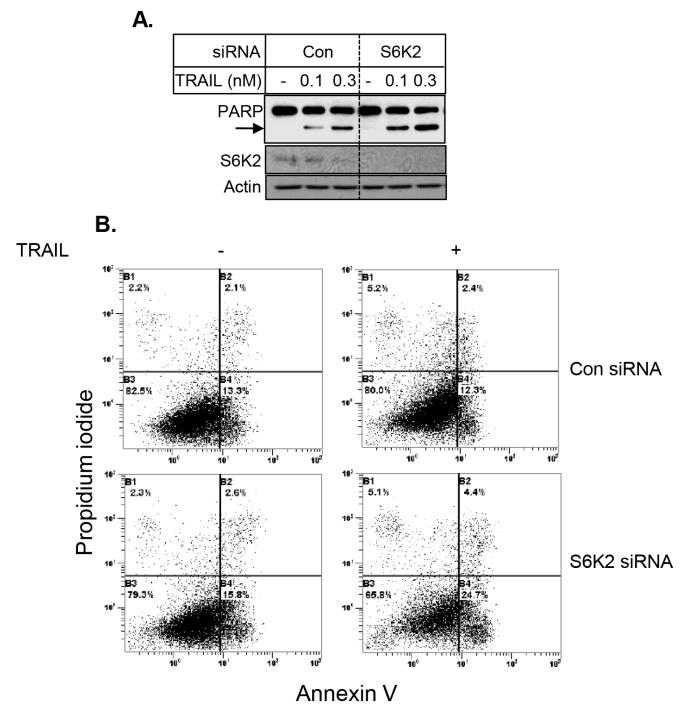 A.
siRNA Con S6K2
TRAIL (nM) - 0.1 0.3 - 0.1 0.3
PARP
S6K2
Actin
B.
TRAIL - +
B1 2.2% B2 2.1%
B3 82.5% B4 13.3%
B1 5.2% B2 2.4%
B3 80.0% B4 12.3%
Con siRNA
B1 2.3% B2 2.6%
B3 79.3% B4 15.8%
B1 5.1% B2 4.4%
B3 65.8% B4 24.7%
S6K2 siRNA
Propidium iodide
Annexin V